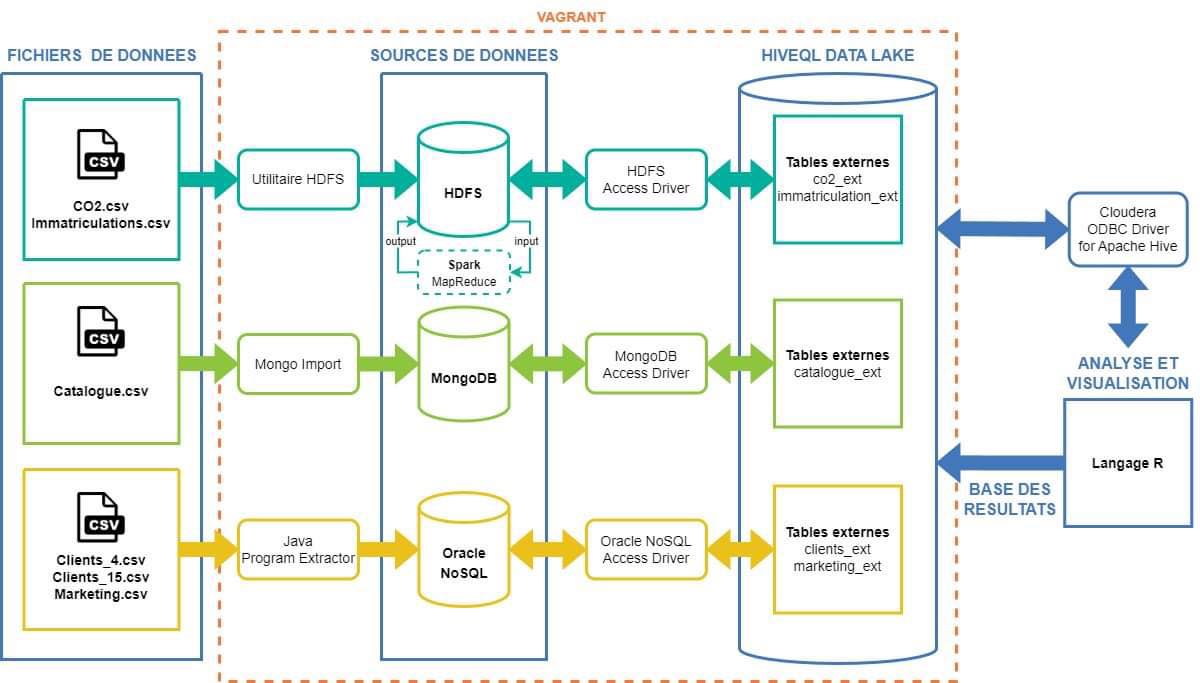 VAGRANT
FICHIERS DE DONNEES
SOURCES DE DONNEES
HIVEQL DATA LAKE
CSV
CO2.csv
Immatriculations.csv
Utilitaire HDFS
HDFS
output
input
Spark
MapReduce
HDFS
Access Driver
Tables externes
co2_ext
immatriculation_ext
Cloudera
ODBC Driver
for Apache Hive
CSV
Catalogue.csv
Mongo Import
MongoDB
MongoDB
Access Driver
Tables externes
catalogue_ext
ANALYSE ET
VISUALISATION
Langage R
BASE DES
RESULTATS
CSV
Clients_4.csv
Clients_15.csv
Marketing.csv
Java
Program Extractor
Oracle
NoSQL
Oracle NoSQL
Access Driver
Tables externes
clients_ext
marketing_ext